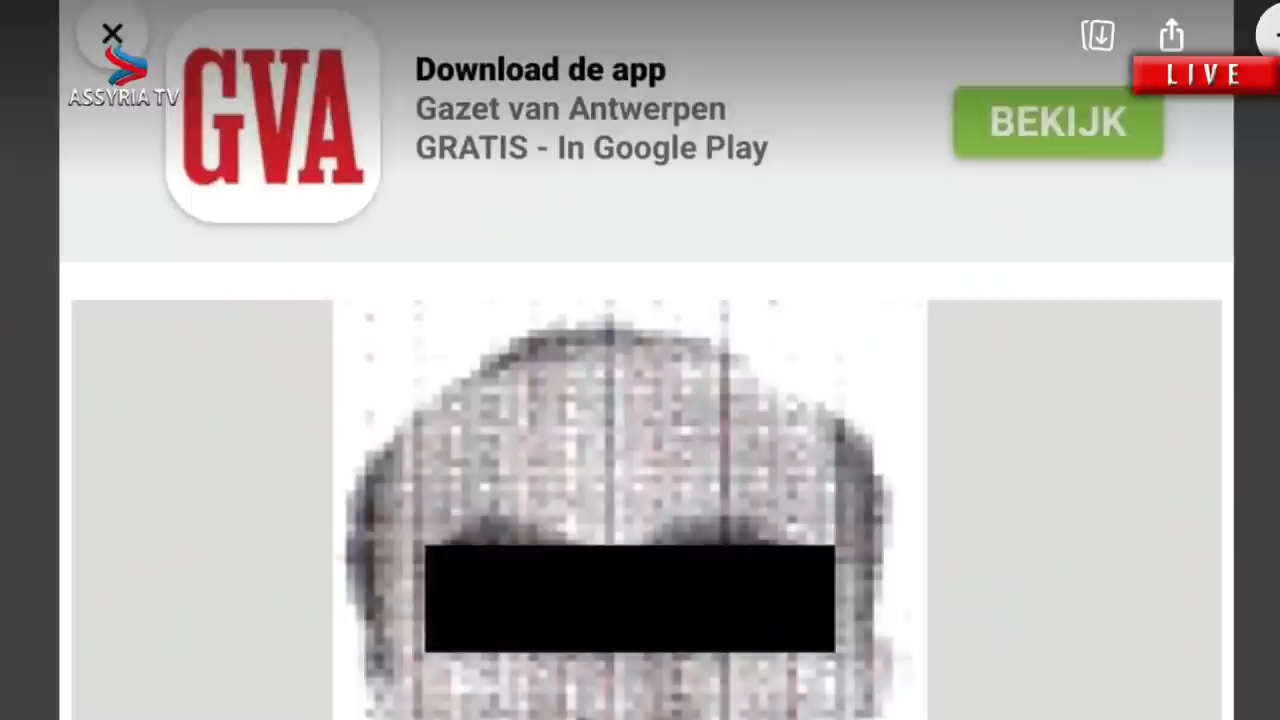 ASSYRIA TV
GVA
Download de app
Gazet van Antwerpen
GRATIS - In Google Play
BEKIJK
LIVE